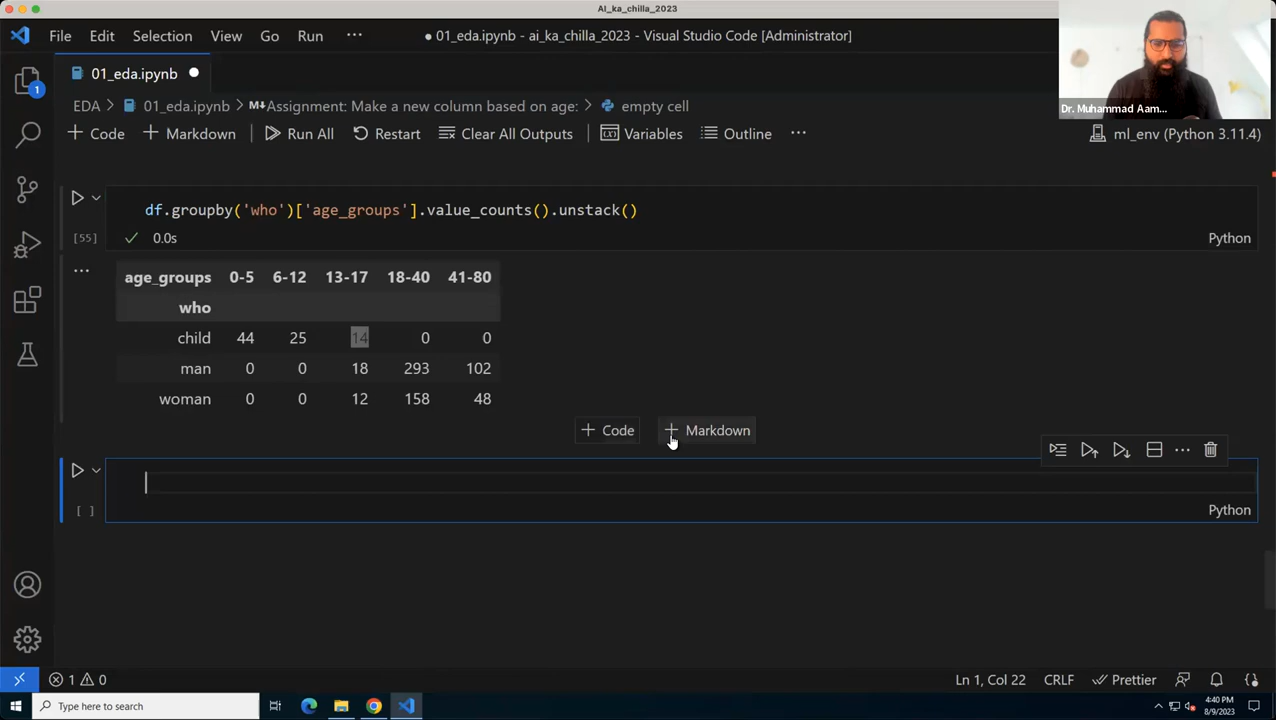 AI_ka_chilla_2023
File Edit Selection View Go Run ··· ● 01_eda.ipynb - ai_ka_chilla_2023 - Visual Studio Code [Administrator]
01_eda.ipynb
EDA > 01_eda.ipynb > M↓Assignment: Make a new column based on age: > empty cell
+ Code + Markdown Run All Restart Clear All Outputs Variables Outline ··· ml_env (Python 3.11.4)
Dr. Muhammad Aam...
1
df.groupby('who')['age_groups'].value_counts().unstack()
[55] 0.0s Python
···
age_groups 0-5 6-12 13-17 18-40 41-80
who
child 44 25 14 0 0
man 0 0 18 293 102
woman 0 0 12 158 48
+ Code + Markdown
···
[ ] Python
1 0 Ln 1, Col 22 CRLF Prettier
Type here to search
4:40 PM
8/9/2023